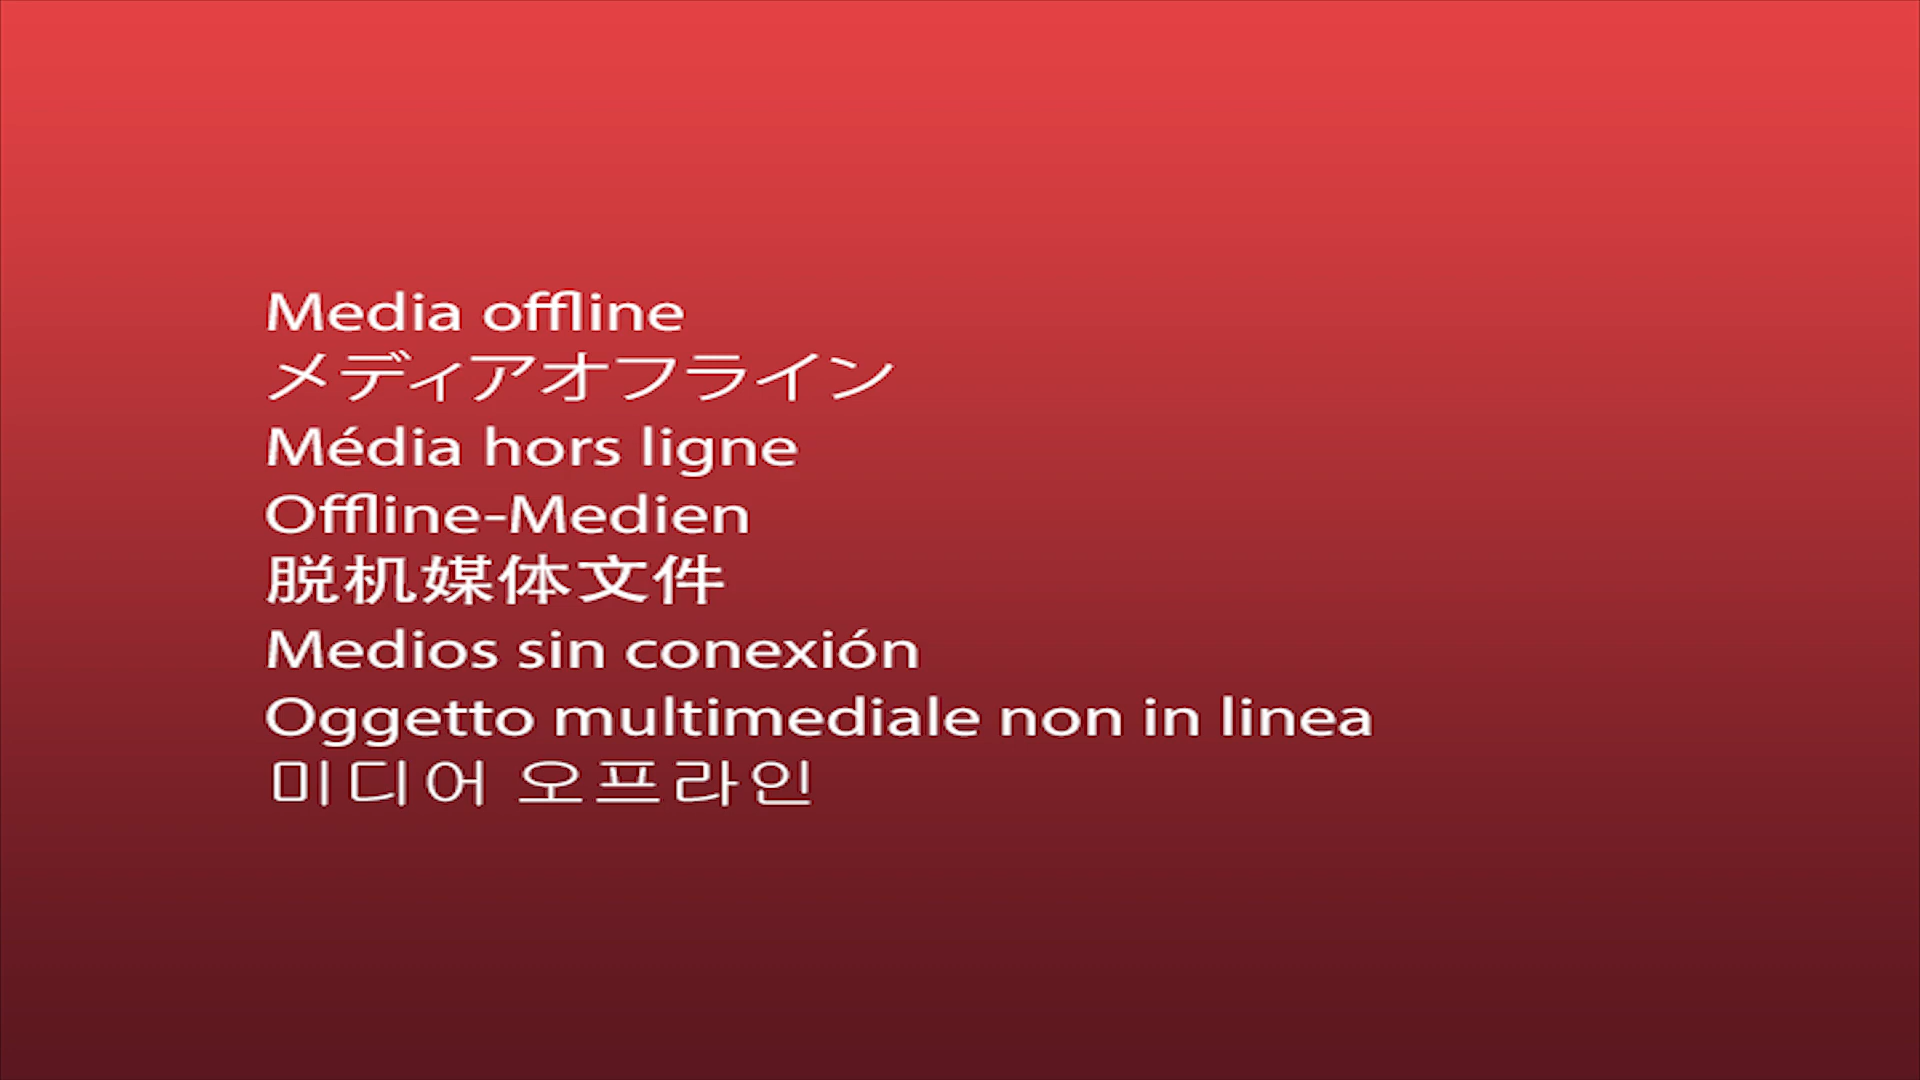 Media offline
メディアオフライン
Média hors ligne
Offline-Medien
脱机媒体文件
Medios sin conexión
Oggetto multimediale non in linea
미디어 오프라인